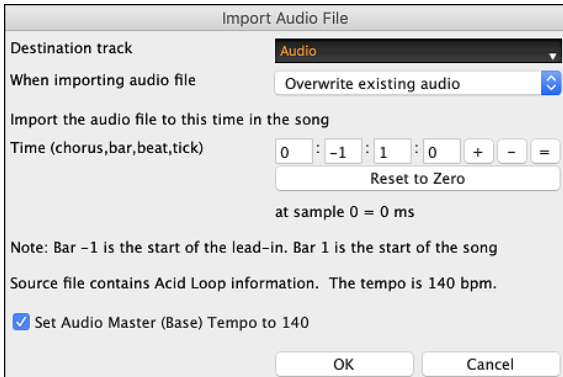 Import Audio File
Destination track Audio
When importing audio file Overwrite existing audio
Import the audio file to this time in the song
Time (chorus,bar,beat,tick) 0 : -1 : 1 : 0 + - =
Reset to Zero
at sample 0 = 0 ms
Note: Bar -1 is the start of the lead-in. Bar 1 is the start of the song
Source file contains Acid Loop information. The tempo is 140 bpm.
Set Audio Master (Base) Tempo to 140
OK Cancel